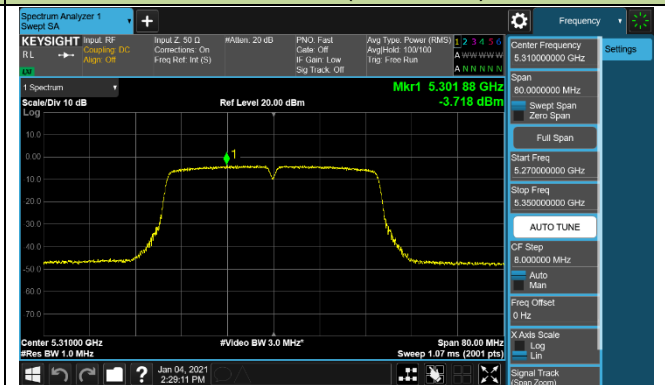 Spectrum Analyzer 1
Swept SA
Frequency
KEYSIGHT Input: RF
RL Coupling: DC
Align: Off
Input Z: 50 Ω
Corrections: On
Freq Ref: Int (S)
#Atten: 20 dB
PNO: Fast
Gate: Off
IF Gain: Low
Sig Track: Off
Avg Type: Power (RMS)
Avg|Hold: 100/100
Trig: Free Run
1 2 3 4 5 6
A W W W W W
A N N N N N
LW
1 Spectrum
Scale/Div 10 dB
Log
Ref Level 20.00 dBm
Mkr1 5.301 88 GHz
-3.718 dBm
10.0
0.00
1
-10.0
-20.0
-30.0
-40.0
-50.0
-60.0
-70.0
Center 5.31000 GHz
#Res BW 1.0 MHz
#Video BW 3.0 MHz*
Span 80.00 MHz
Sweep 1.07 ms (2001 pts)
Jan 04, 2021
2:29:11 PM
Center Frequency
5.310000000 GHz
Settings
Span
80.0000000 MHz
Swept Span
Zero Span
Full Span
Start Freq
5.270000000 GHz
Stop Freq
5.350000000 GHz
AUTO TUNE
CF Step
8.000000 MHz
Auto
Man
Freq Offset
0 Hz
X Axis Scale
Log
Lin
Signal Track
(Span Zoom)